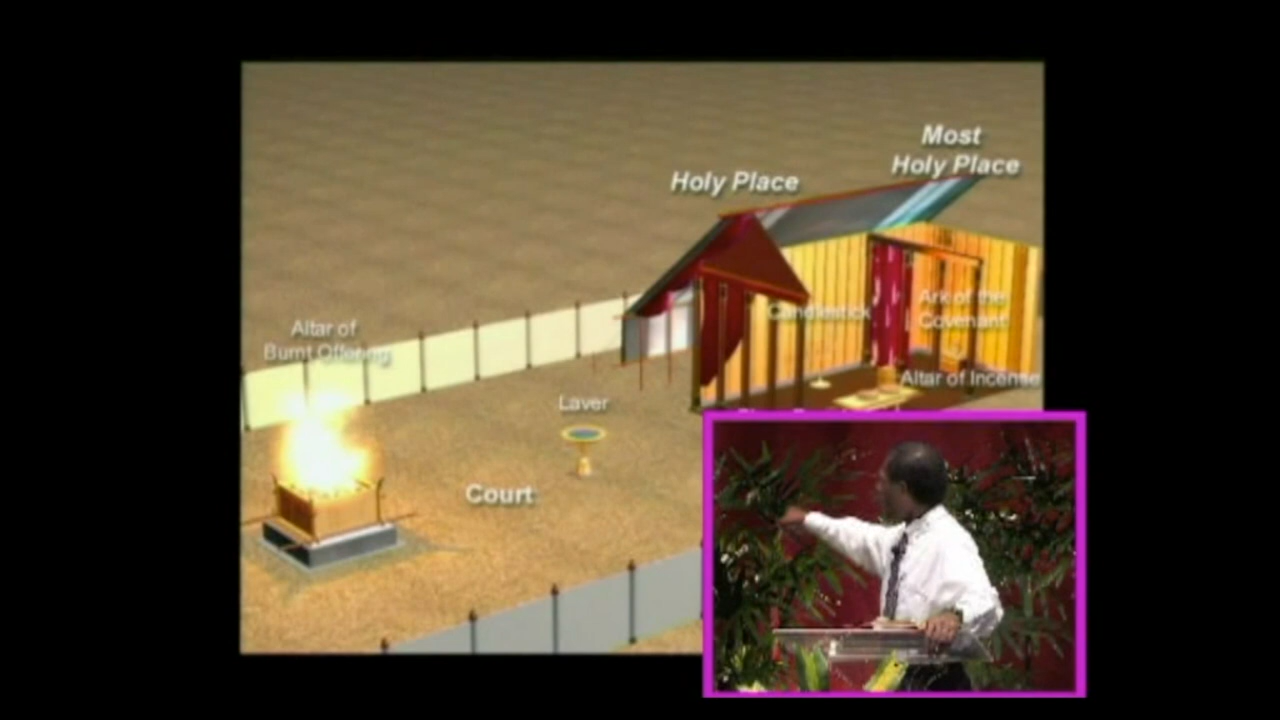 Most
Holy Place
Holy Place
Ark of the
Covenant
Candlestick
Altar of
Burnt Offering
Altar of Incense
Laver
Court